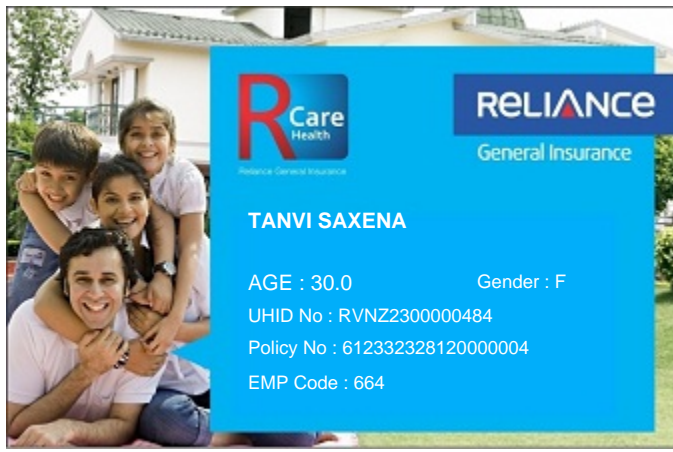 R Care
Health
Reliance General Insurance
RELIANCE
General Insurance
TANVI SAXENA
AGE : 30.0 Gender : F
UHID No : RVNZ2300000484
Policy No : 612332328120000004
EMP Code : 664